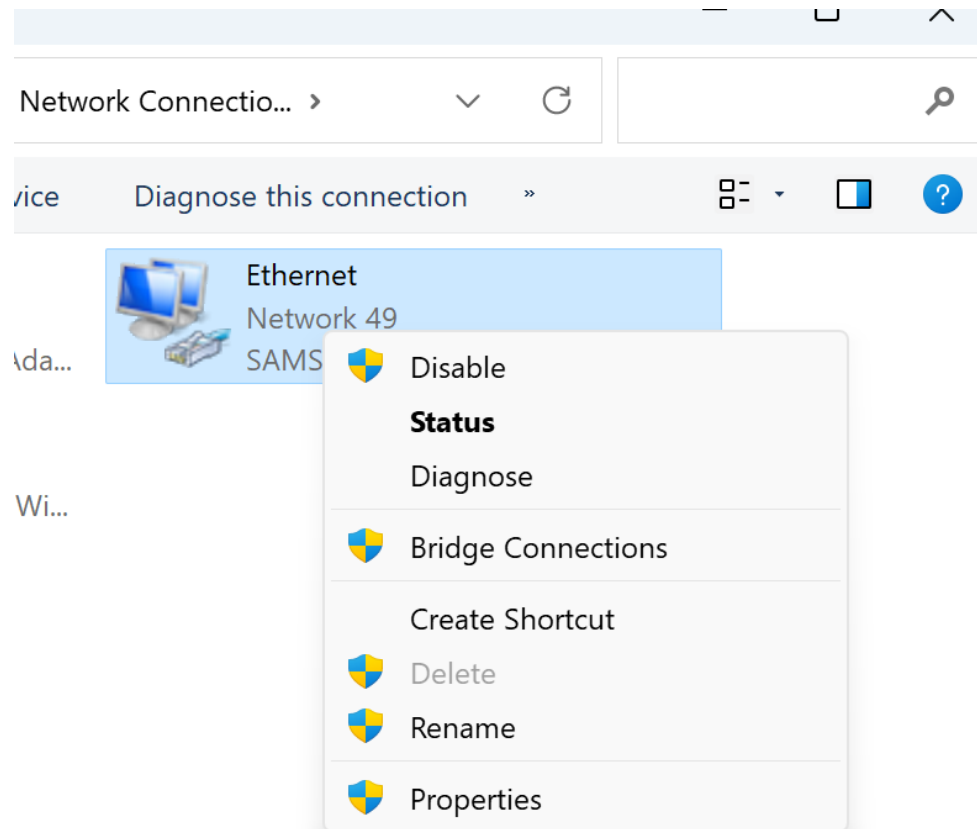 Network Connectio... >
vice
Diagnose this connection
»
?
Ethernet
Network 49
SAMS
Ada...
Wi...
Disable
Status
Diagnose
Bridge Connections
Create Shortcut
Delete
Rename
Properties